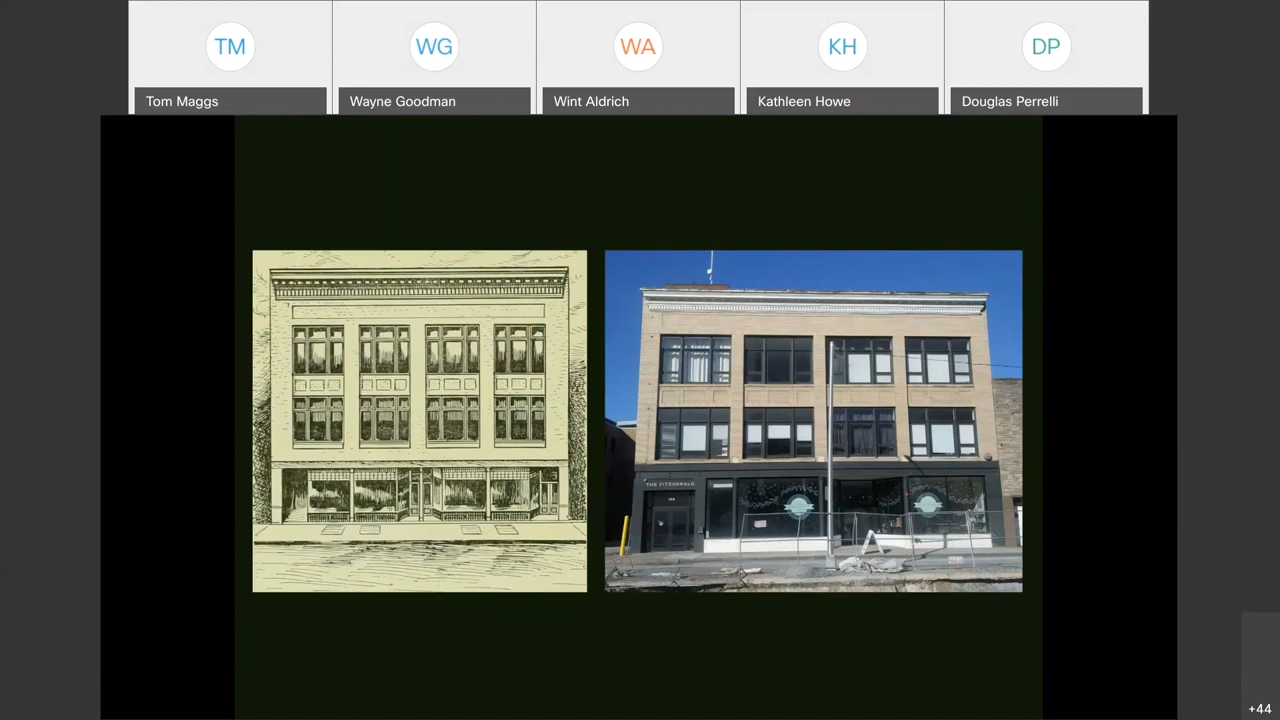 TM
WG
WA
KH
DP
Tom Maggs
Wayne Goodman
Wint Aldrich
Kathleen Howe
Douglas Perrelli
THE FITZGERALD
+44